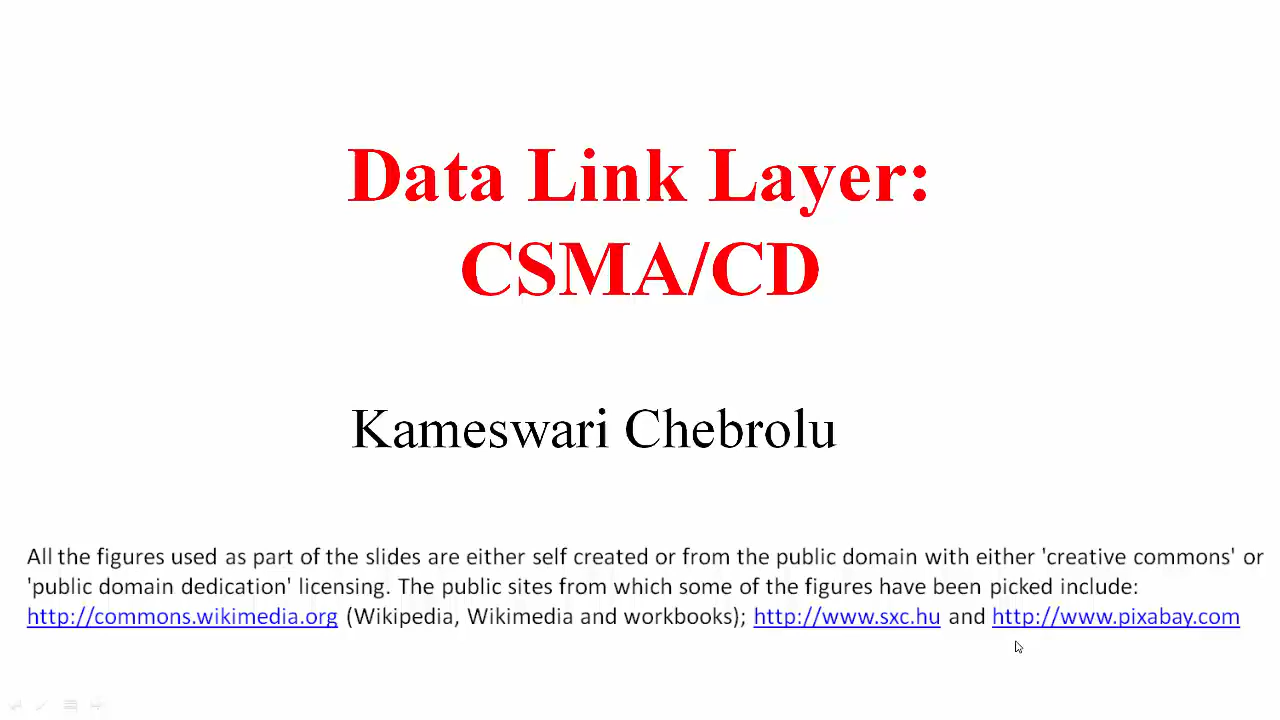 Data Link Layer:
CSMA/CD
Kameswari Chebrolu
All the figures used as part of the slides are either self created or from the public domain with either 'creative commons' or
'public domain dedication' licensing. The public sites from which some of the figures have been picked include:
http://commons.wikimedia.org (Wikipedia, Wikimedia and workbooks); http://www.sxc.hu and http://www.pixabay.com